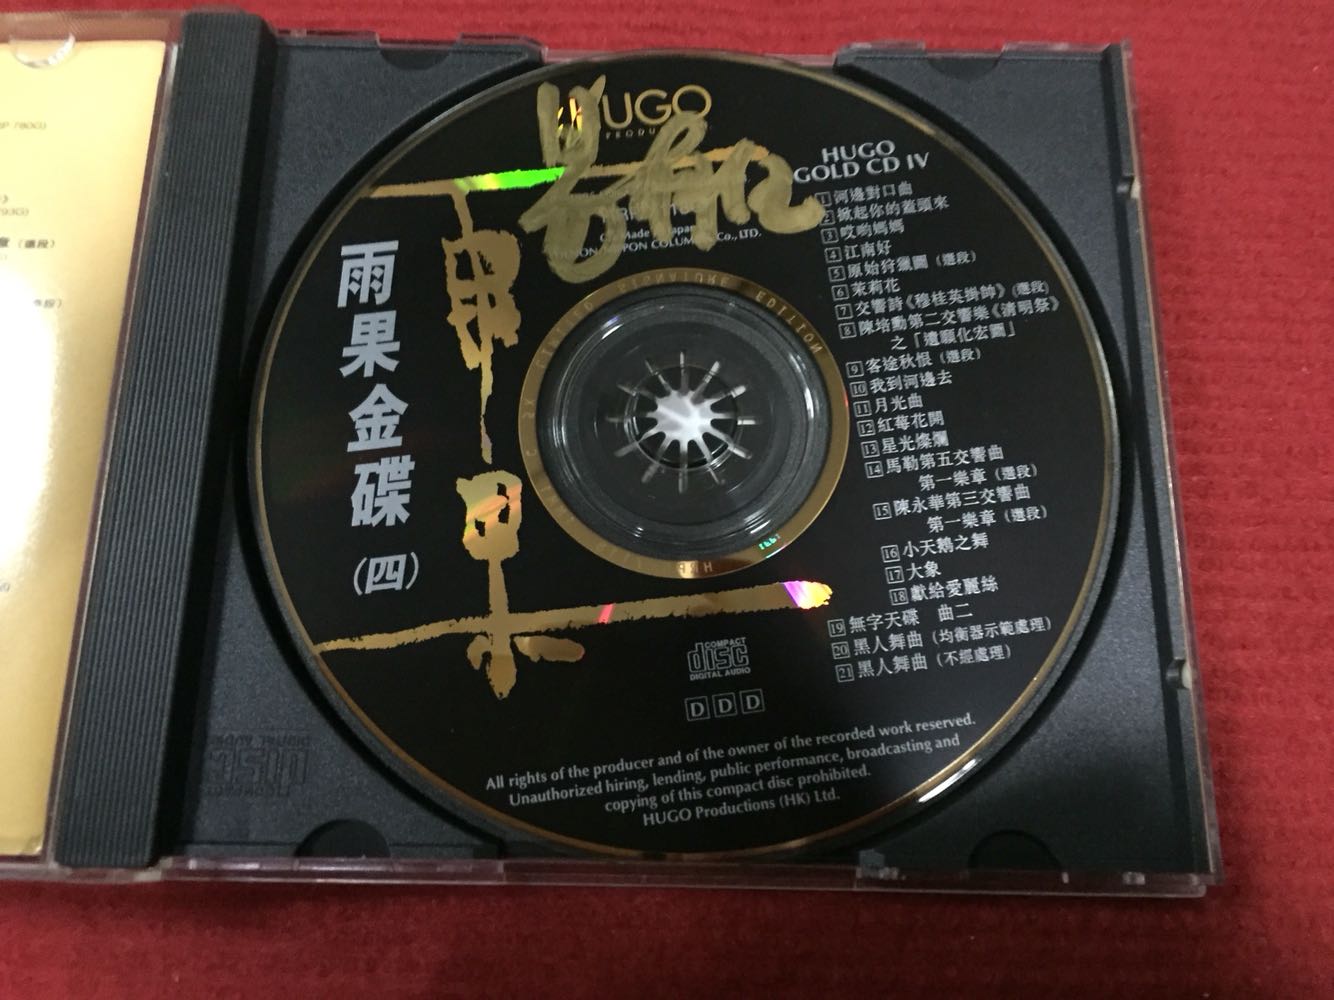 HUGO
HUGO
GOLD CD IV
雨果金碟
(四)
雨果
1 河邊對口曲
2 掀起你的蓋頭來
3 哎喲媽媽
4 江南好
5 原始狩獵圖 (選段)
6 茉莉花
7 交響詩《穆桂英掛帥》(選段)
8 陳培勳第二交響樂《清明祭》
之「遺願化宏圖」
9 客途秋恨 (選段)
10 我到河邊去
11 月光曲
12 紅莓花開
13 星光燦爛
14 馬勒第五交響曲
第一樂章 (選段)
15 陳永華第三交響曲
第一樂章 (選段)
16 小天鵝之舞
17 大象
18 獻給愛麗絲
19 無字天碟 曲二
20 黑人舞曲 (均衡器示範處理)
21 黑人舞曲 (不經處理)
COMPACT
disc
DIGITAL AUDIO
D D D
All rights of the producer and of the owner of the recorded work reserved.
Unauthorized hiring, lending, public performance, broadcasting and
copying of this compact disc prohibited.
HUGO Productions (HK) Ltd.